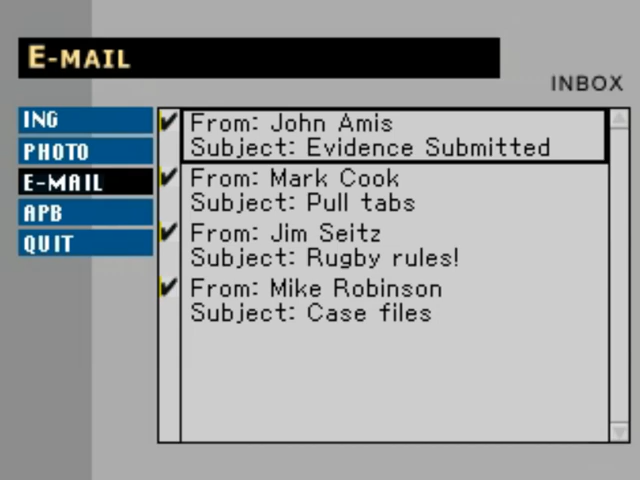 E-MAIL
INBOX
ING
PHOTO
E-MAIL
APB
QUIT
From: John Amis
Subject: Evidence Submitted
From: Mark Cook
Subject: Pull tabs
From: Jim Seitz
Subject: Rugby rules!
From: Mike Robinson
Subject: Case files